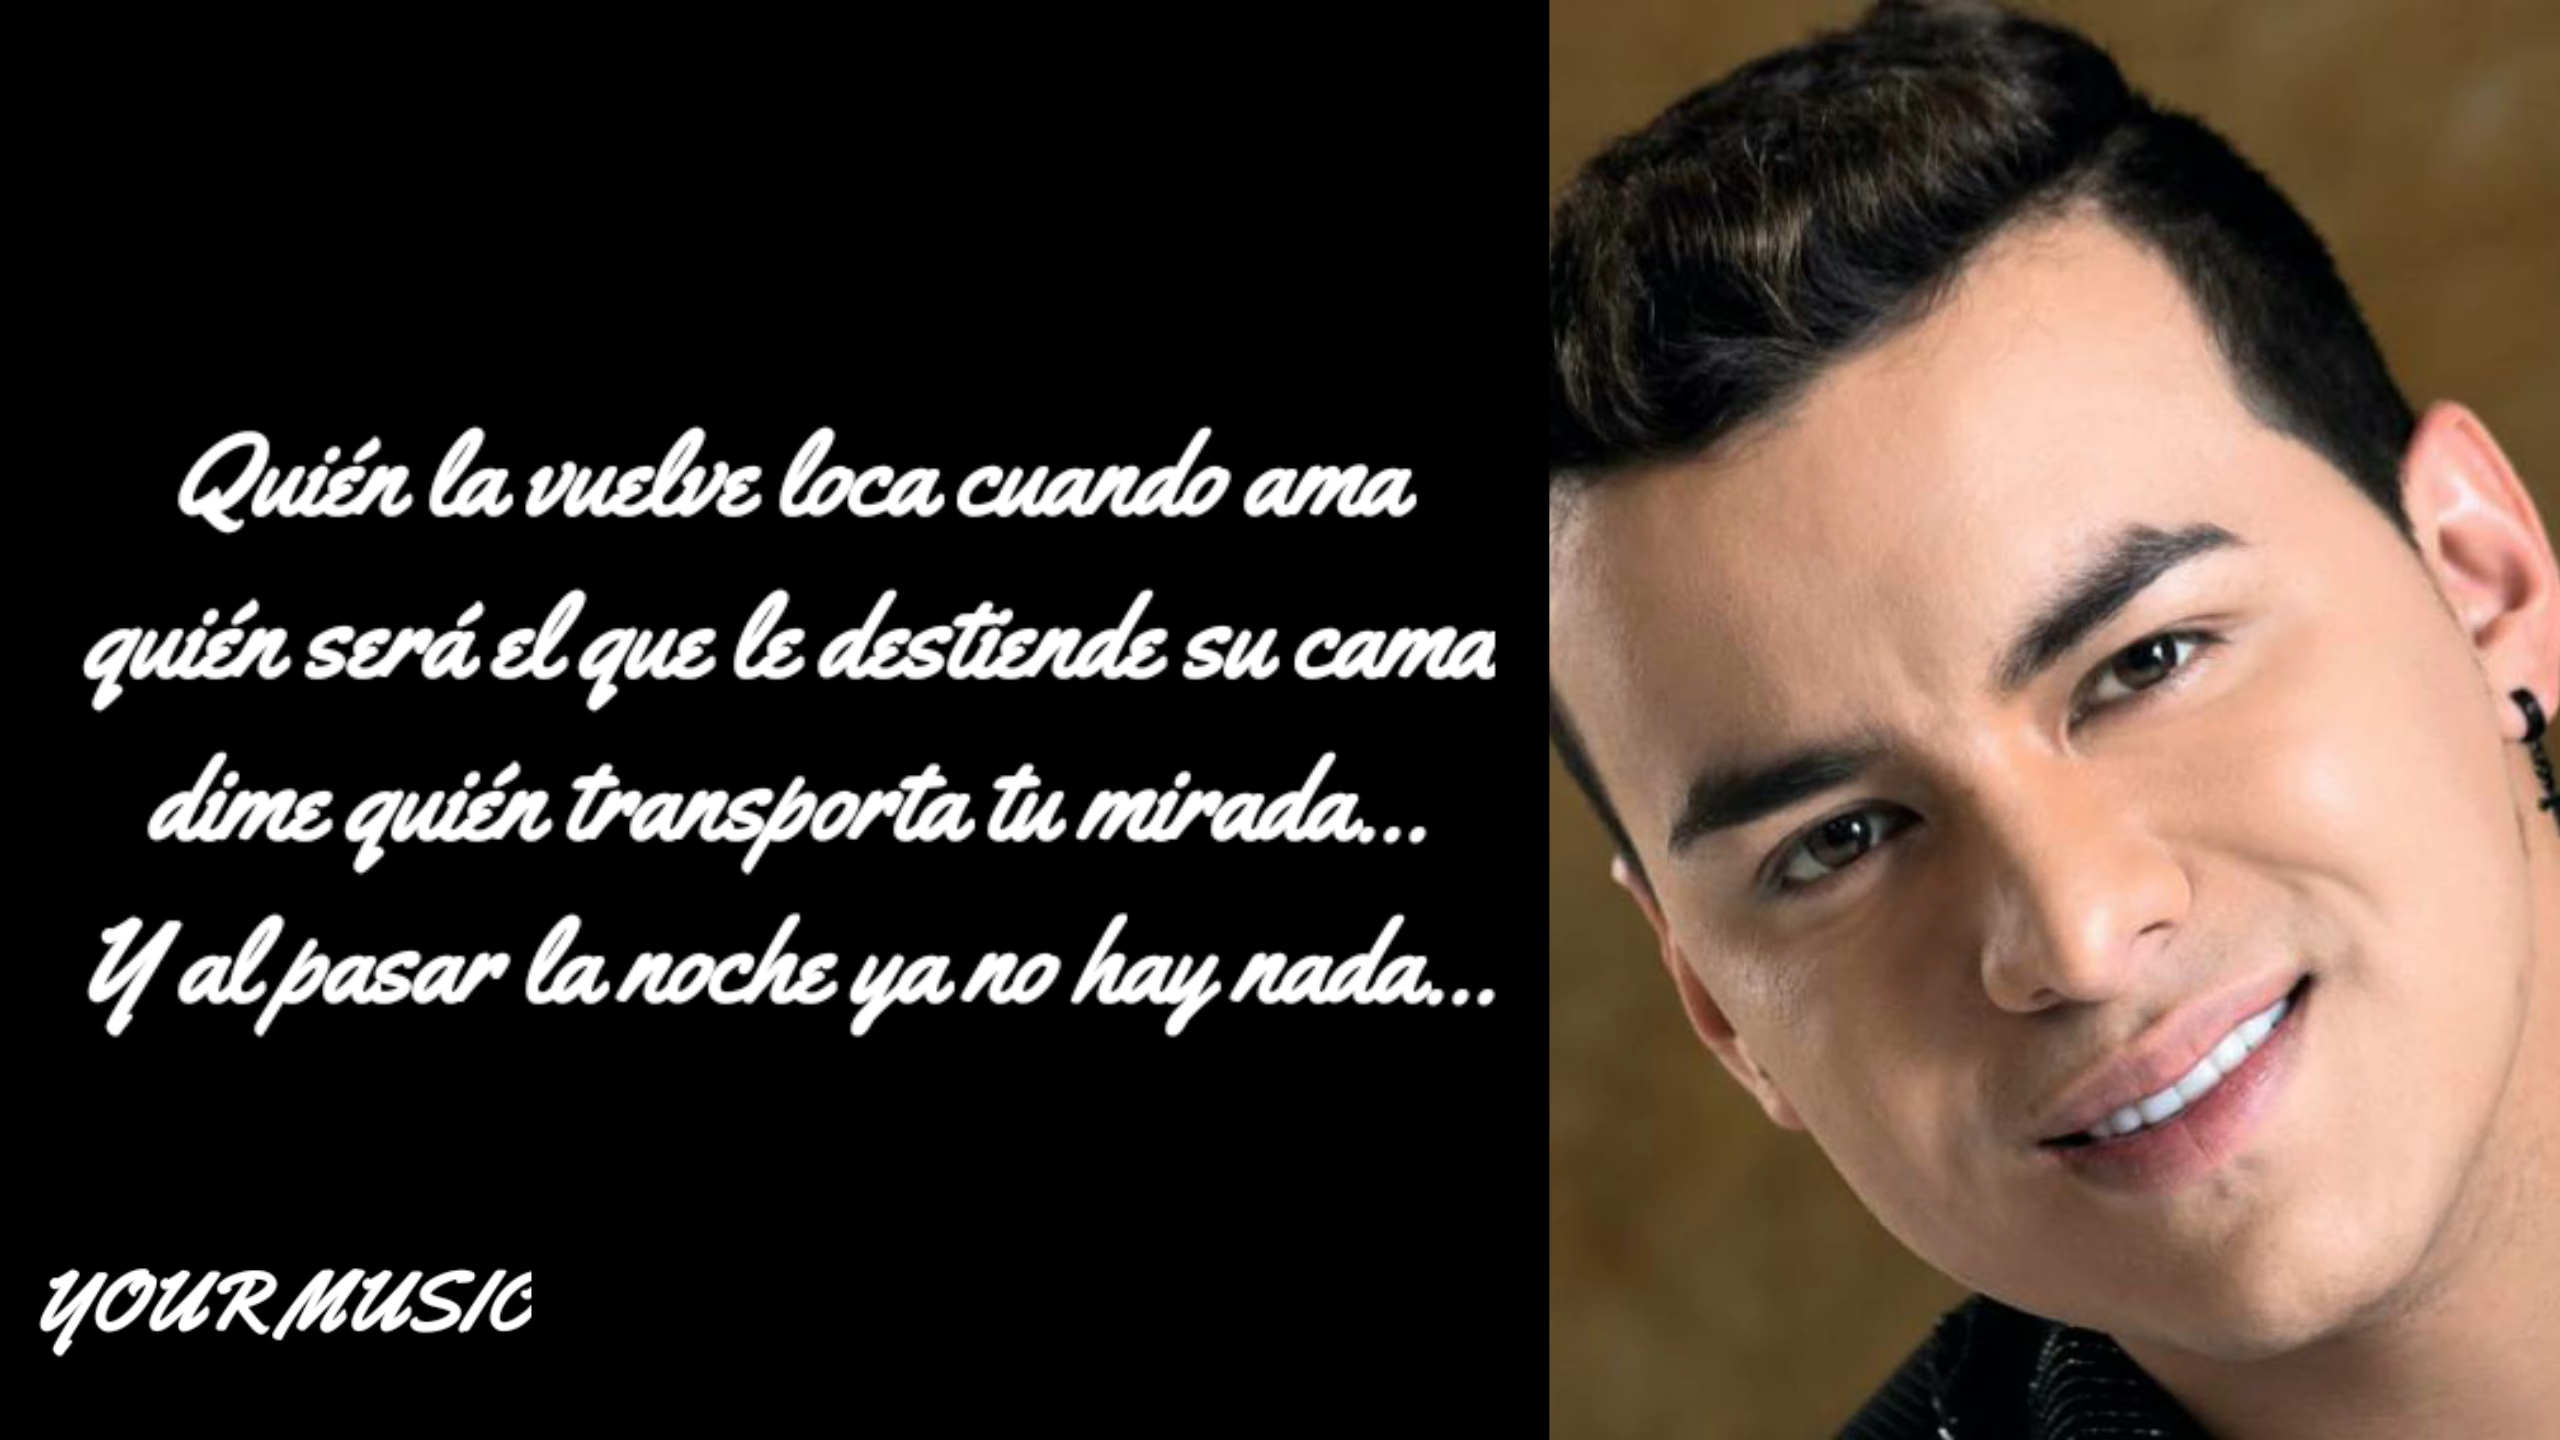 Quién la vuelve loca cuando ama
quién será el que le destiende su cama
dime quién transporta tu mirada...
Y al pasar la noche ya no hay nada...
YOUR MUSIC